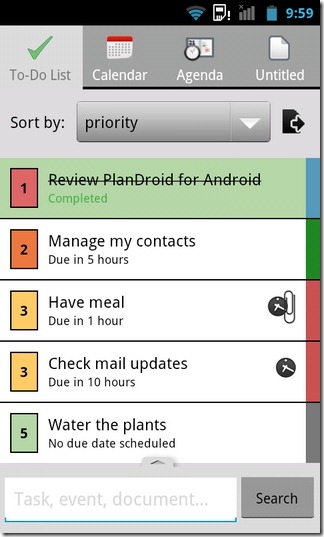 9:59
To-Do List
Calendar
Agenda
Untitled
Sort by:
priority
1
Review PlanDroid for Android
Completed
2
Manage my contacts
Due in 5 hours
3
Have meal
Due in 1 hour
3
Check mail updates
Due in 10 hours
5
Water the plants
No due date scheduled
Task, event, document...
Search